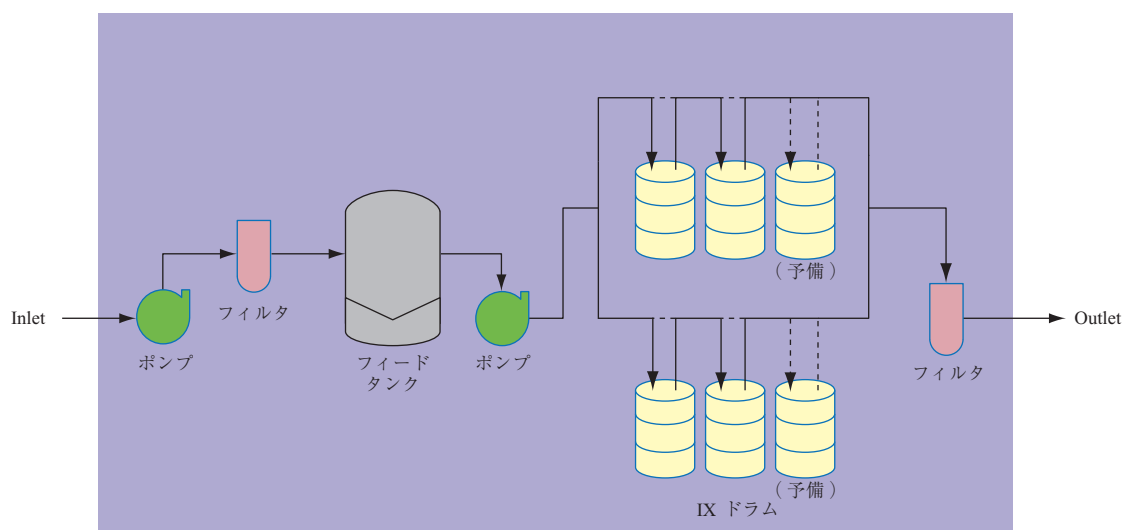 Inlet
ポンプ
フィルタ
フィード
タンク
ポンプ
( 予備 )
( 予備 )
IX ドラム
フィルタ
Outlet